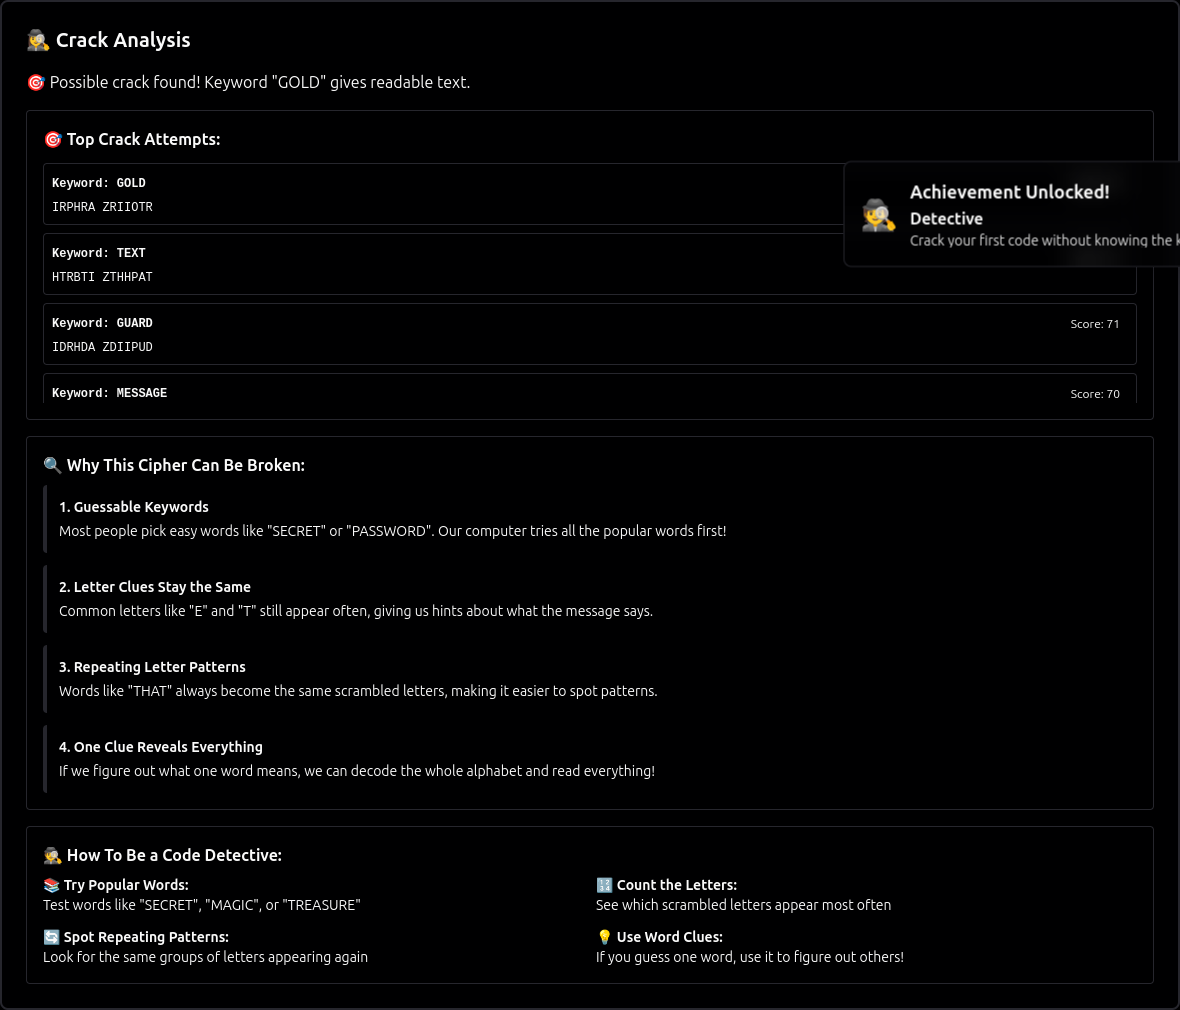 Crack Analysis
Possible crack found! Keyword "GOLD" gives readable text.
Top Crack Attempts:
Keyword: GOLD
IRPHRA ZRIIOTR
Achievement Unlocked!
Detective
Crack your first code without knowing the
Keyword: TEXT
HTRBTI ZTHHPAT
Keyword: GUARD
Score: 71
IDRHDA ZDIIPUD
Keyword: MESSAGE
Score: 70
Why This Cipher Can Be Broken:
1. Guessable Keywords
Most people pick easy words like "SECRET" or "PASSWORD". Our computer tries all the popular words first!
2. Letter Clues Stay the Same
Common letters like "E" and "T" still appear often, giving us hints about what the message says.
3. Repeating Letter Patterns
Words like "THAT" always become the same scrambled letters, making it easier to spot patterns.
4. One Clue Reveals Everything
If we figure out what one word means, we can decode the whole alphabet and read everything!
How To Be a Code Detective:
Try Popular Words:
Test words like "SECRET", "MAGIC", or "TREASURE"
Count the Letters:
See which scrambled letters appear most often
Spot Repeating Patterns:
Look for the same groups of letters appearing again
Use Word Clues:
If you guess one word, use it to figure out others!